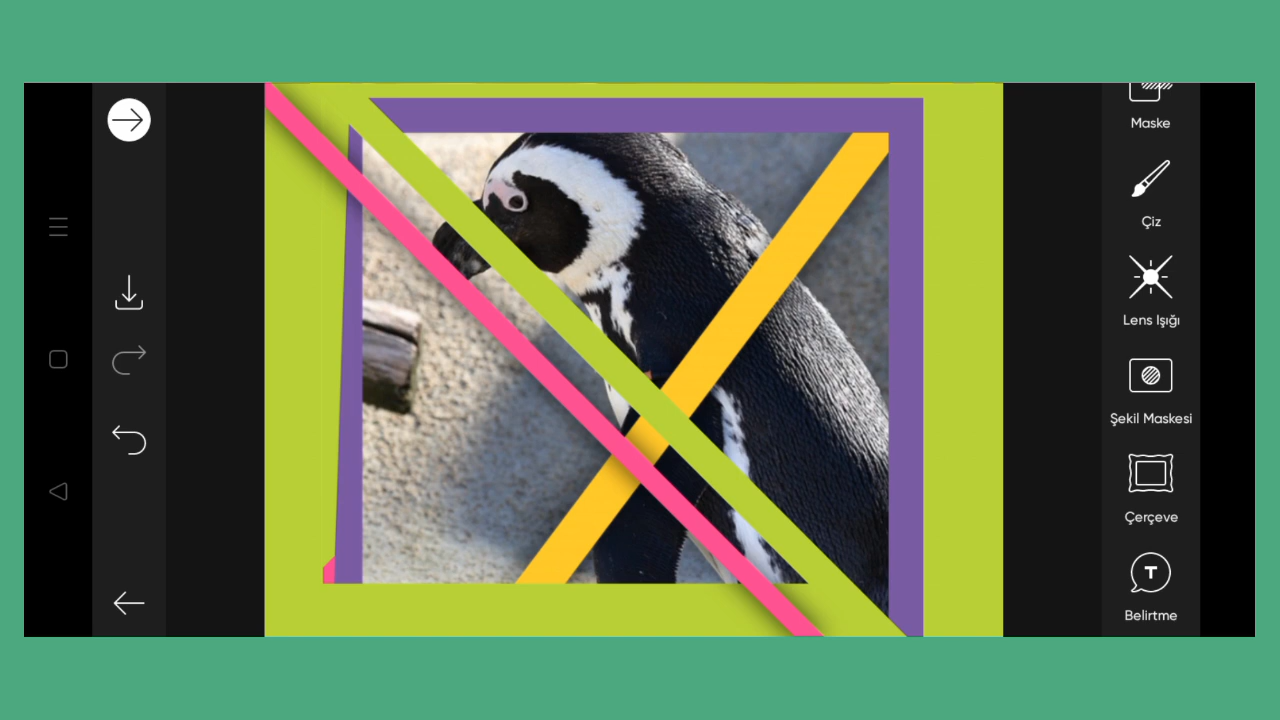 Maske
Çiz
Lens Işığı
Şekil Maskesi
Çerçeve
T
Belirtme